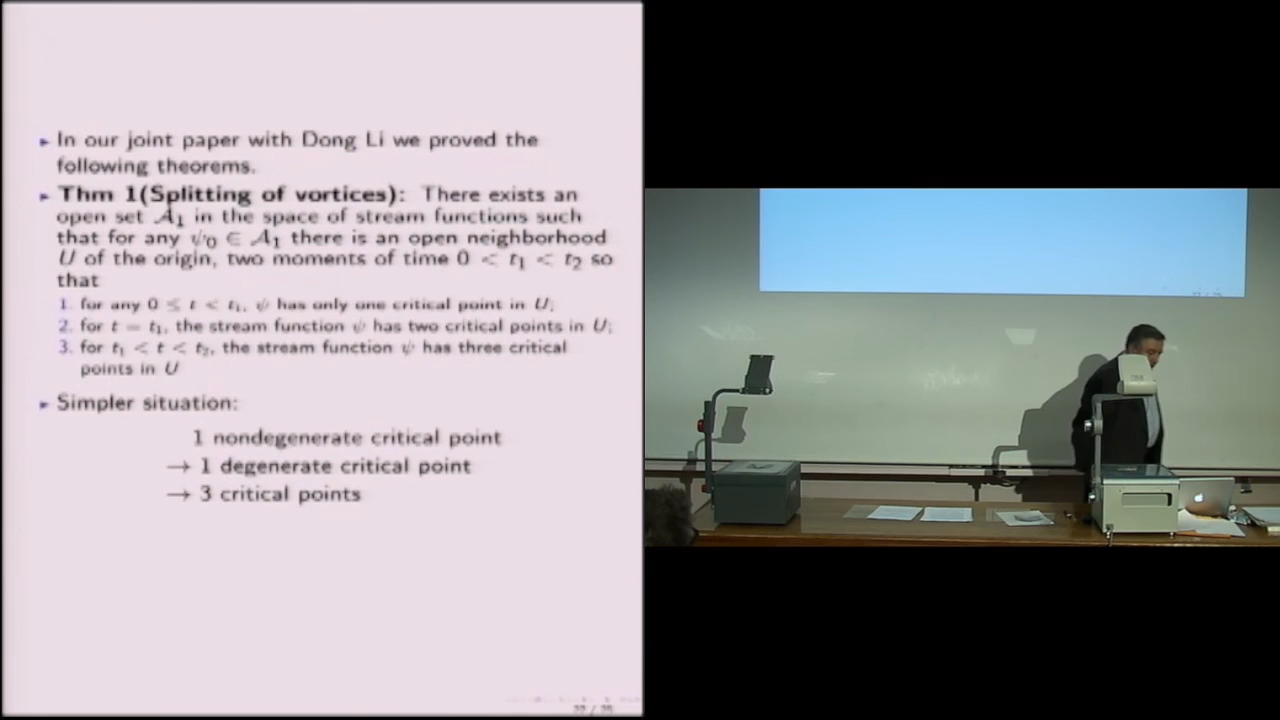 ▸ In our joint paper with Dong Li we proved the
following theorems.
▸ Thm 1(Splitting of vortices): There exists an
open set 𝒜₁ in the space of stream functions such
that for any ψ₀ ∈ 𝒜₁ there is an open neighborhood
U of the origin, two moments of time 0 < t₁ < t₂ so
that
1. for any 0 ≤ t < t₁, ψ has only one critical point in U;
2. for t = t₁, the stream function ψ has two critical points in U;
3. for t₁ < t < t₂, the stream function ψ has three critical
points in U
▸ Simpler situation:
1 nondegenerate critical point
→ 1 degenerate critical point
→ 3 critical points